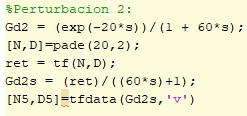 %Perturbacion 2:
Gd2 = (exp(-20*s))/(1 + 60*s);
[N,D]=pade(20,2);
ret = tf(N,D);
Gd2s = (ret)/((60*s)+1);
[N5,D5]=tfdata(Gd2s,'v')